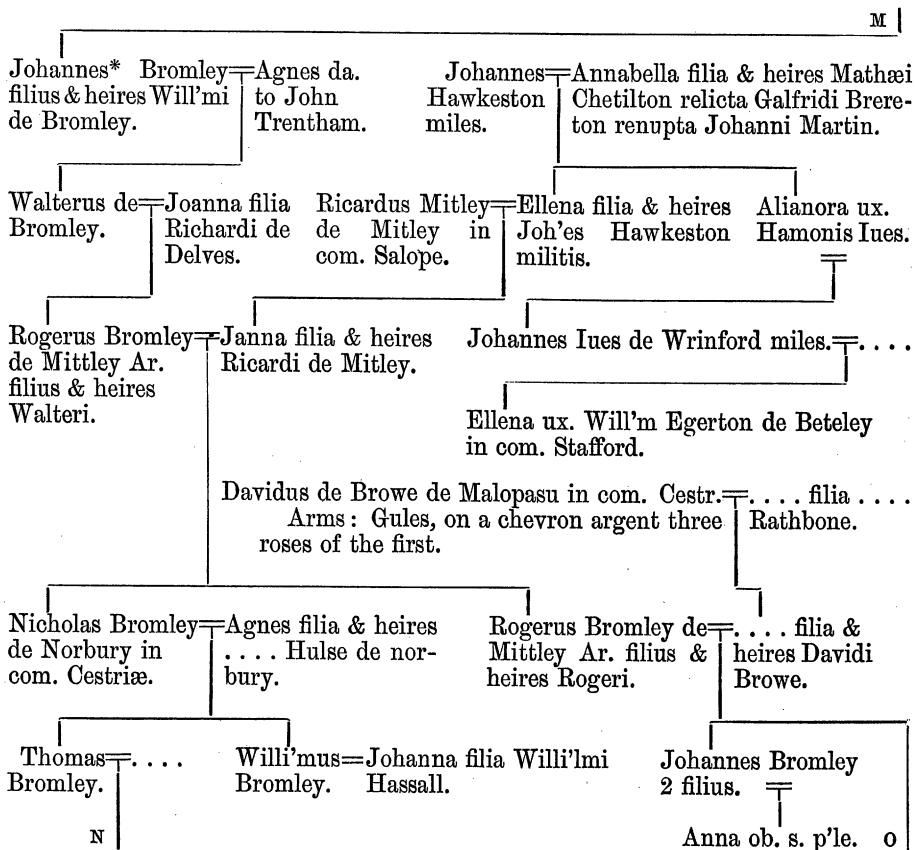 M
Johannes* Bromley=Agnes da.
filius & heires Will'mi to John
de Bromley. Trentham.
Johannes=Annabella filia & heires Mathæi
Hawkeston Chetilton relicta Galfridi Brere-
miles. ton renupta Johanni Martin.
Walterus de=Joanna filia
Bromley. Richardi de
Delves.
Ricardus Mitley=Ellena filia & heires
de Mitley in Joh'es Hawkeston
com. Salope. militis.
Alianora ux.
Hamonis Iues.
=
Rogerus Bromley=Janna filia & heires
de Mittley Ar. Ricardi de Mitley.
filius & heires
Walteri.
Johannes Iues de Wrinford miles.=. . . .
Ellena ux. Will'm Egerton de Beteley
in com. Stafford.
Davidus de Browe de Malopasu in com. Cestr.=. . . . filia . . . .
Arms : Gules, on a chevron argent three Rathbone.
roses of the first.
Nicholas Bromley=Agnes filia & heires
de Norbury in . . . . Hulse de nor-
com. Cestriæ. bury.
Rogerus Bromley de=. . . . filia &
Mittley Ar. filius & heires Davidi
heires Rogeri. Browe.
Thomas=. . . .
Bromley.
N
Willi'mus=Johanna filia Willi'lmi
Bromley. Hassall.
Johannes Bromley
2 filius. =
Anna ob. s. p'le. O